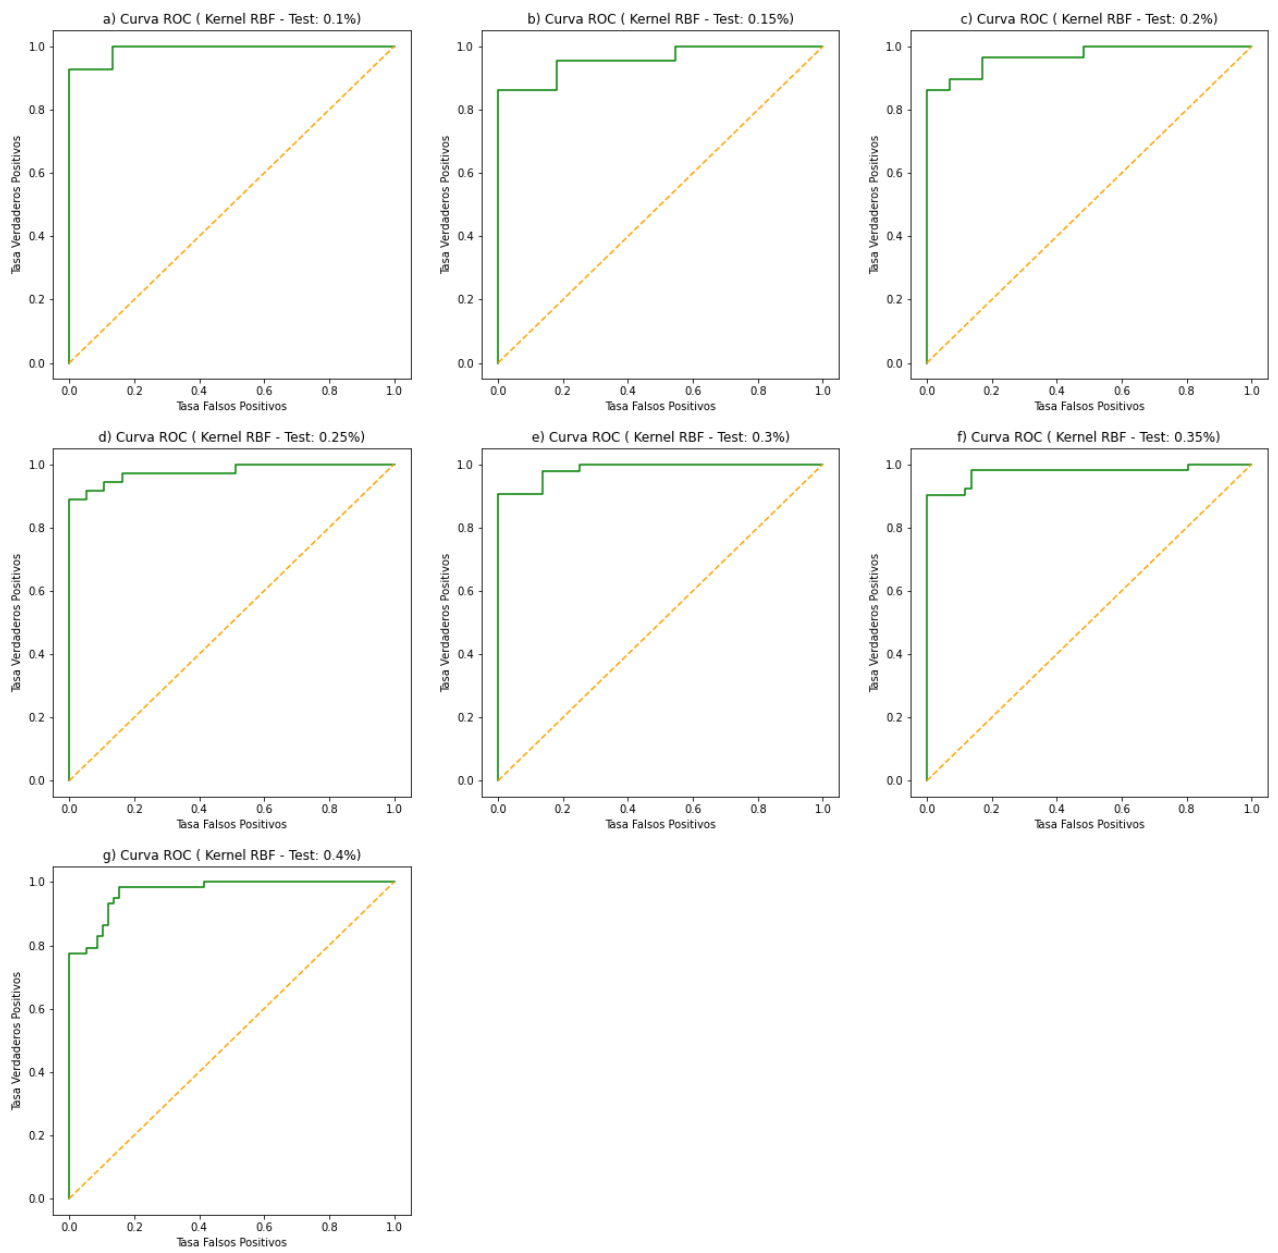 a) Curva ROC ( Kernel RBF - Test: 0.1%)
1.0
0.8
0.6
0.4
0.2
0.0
Tasa Verdaderos Positivos
0.0 0.2 0.4 0.6 0.8 1.0
Tasa Falsos Positivos
b) Curva ROC ( Kernel RBF - Test: 0.15%)
1.0
0.8
0.6
0.4
0.2
0.0
Tasa Verdaderos Positivos
0.0 0.2 0.4 0.6 0.8 1.0
Tasa Falsos Positivos
c) Curva ROC ( Kernel RBF - Test: 0.2%)
1.0
0.8
0.6
0.4
0.2
0.0
Tasa Verdaderos Positivos
0.0 0.2 0.4 0.6 0.8 1.0
Tasa Falsos Positivos
d) Curva ROC ( Kernel RBF - Test: 0.25%)
1.0
0.8
0.6
0.4
0.2
0.0
Tasa Verdaderos Positivos
0.0 0.2 0.4 0.6 0.8 1.0
Tasa Falsos Positivos
e) Curva ROC ( Kernel RBF - Test: 0.3%)
1.0
0.8
0.6
0.4
0.2
0.0
Tasa Verdaderos Positivos
0.0 0.2 0.4 0.6 0.8 1.0
Tasa Falsos Positivos
f) Curva ROC ( Kernel RBF - Test: 0.35%)
1.0
0.8
0.6
0.4
0.2
0.0
Tasa Verdaderos Positivos
0.0 0.2 0.4 0.6 0.8 1.0
Tasa Falsos Positivos
g) Curva ROC ( Kernel RBF - Test: 0.4%)
1.0
0.8
0.6
0.4
0.2
0.0
Tasa Verdaderos Positivos
0.0 0.2 0.4 0.6 0.8 1.0
Tasa Falsos Positivos